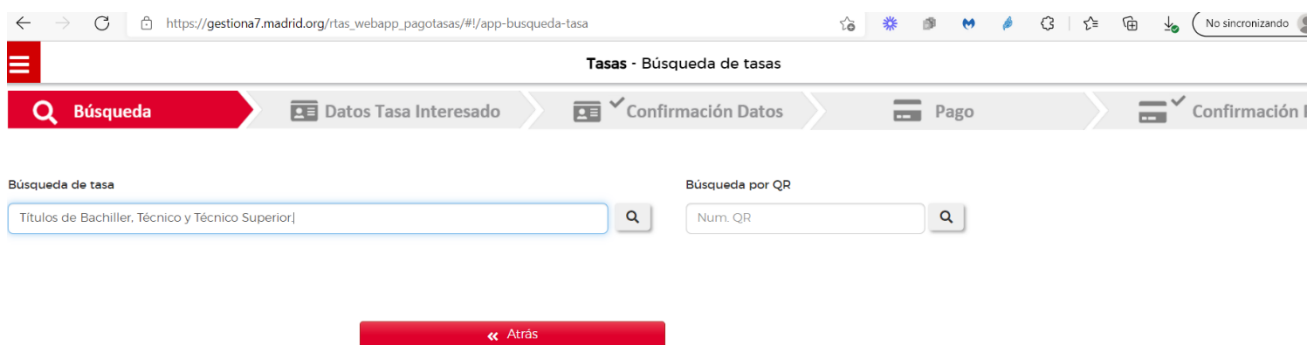 https://gestiona7.madrid.org/rtas_webapp_pagotasas/#!/app-busqueda-tasa
No sincronizando
Tasas - Búsqueda de tasas
Búsqueda
Datos Tasa Interesado
Confirmación Datos
Pago
Confirmación
Búsqueda de tasa
Búsqueda por QR
Títulos de Bachiller, Técnico y Técnico Superior.
Num. QR
« Atrás